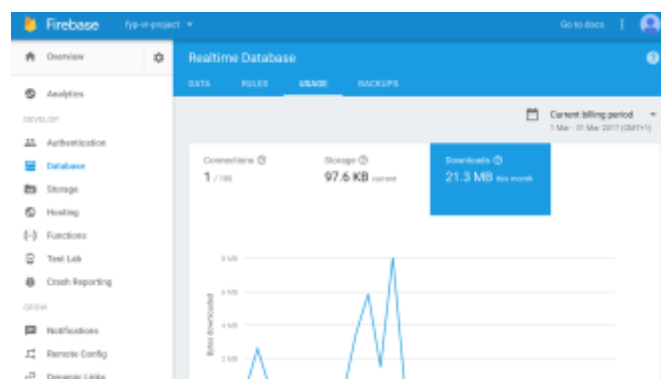 Firebase
fyp-vr-project
Go to docs
Overview
Realtime Database
DATA RULES USAGE BACKUPS
Analytics
DEVELOP
Current billing period
1 Mar - 31 Mar 2017 (GMT+1)
Authentication
Database
Storage
Hosting
Functions
Test Lab
Crash Reporting
GROW
Notifications
Remote Config
Dynamic Links
Connections
1 / 100
Storage
97.6 KB current
Downloads
21.3 MB this month
8 MB
6 MB
4 MB
2 MB
Bytes downloaded